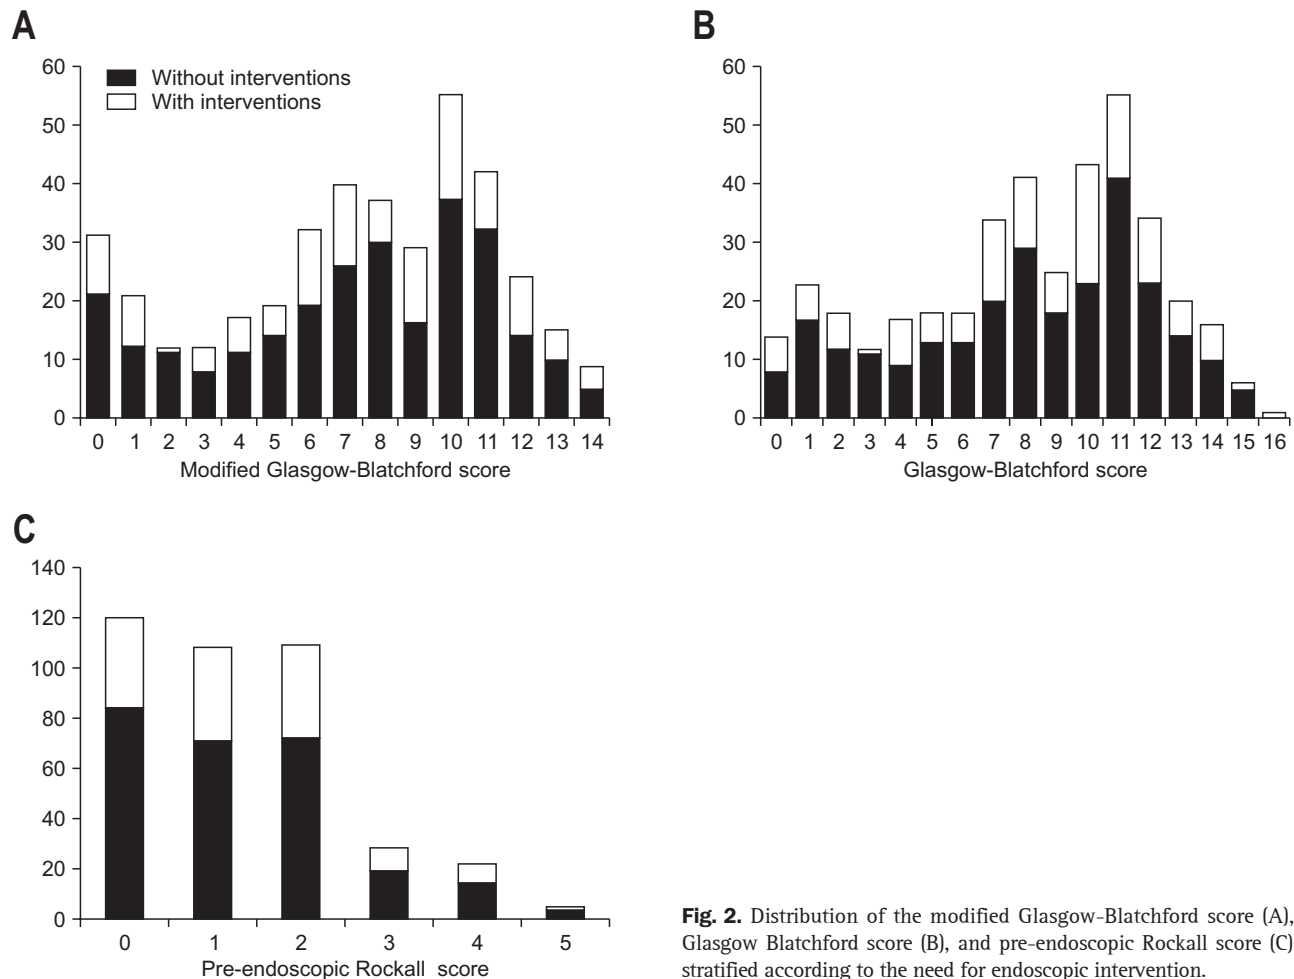 A
60
50
40
30
20
10
0
Without interventions
With interventions
0 1 2 3 4 5 6 7 8 9 10 11 12 13 14
Modified Glasgow-Blatchford score
B
60
50
40
30
20
10
0
0 1 2 3 4 5 6 7 8 9 10 11 12 13 14 15 16
Glasgow-Blatchford score
C
140
120
100
80
60
40
20
0
0 1 2 3 4 5
Pre-endoscopic Rockall score
Fig. 2. Distribution of the modified Glasgow-Blatchford score (A),
Glasgow Blatchford score (B), and pre-endoscopic Rockall score (C)
stratified according to the need for endoscopic intervention.